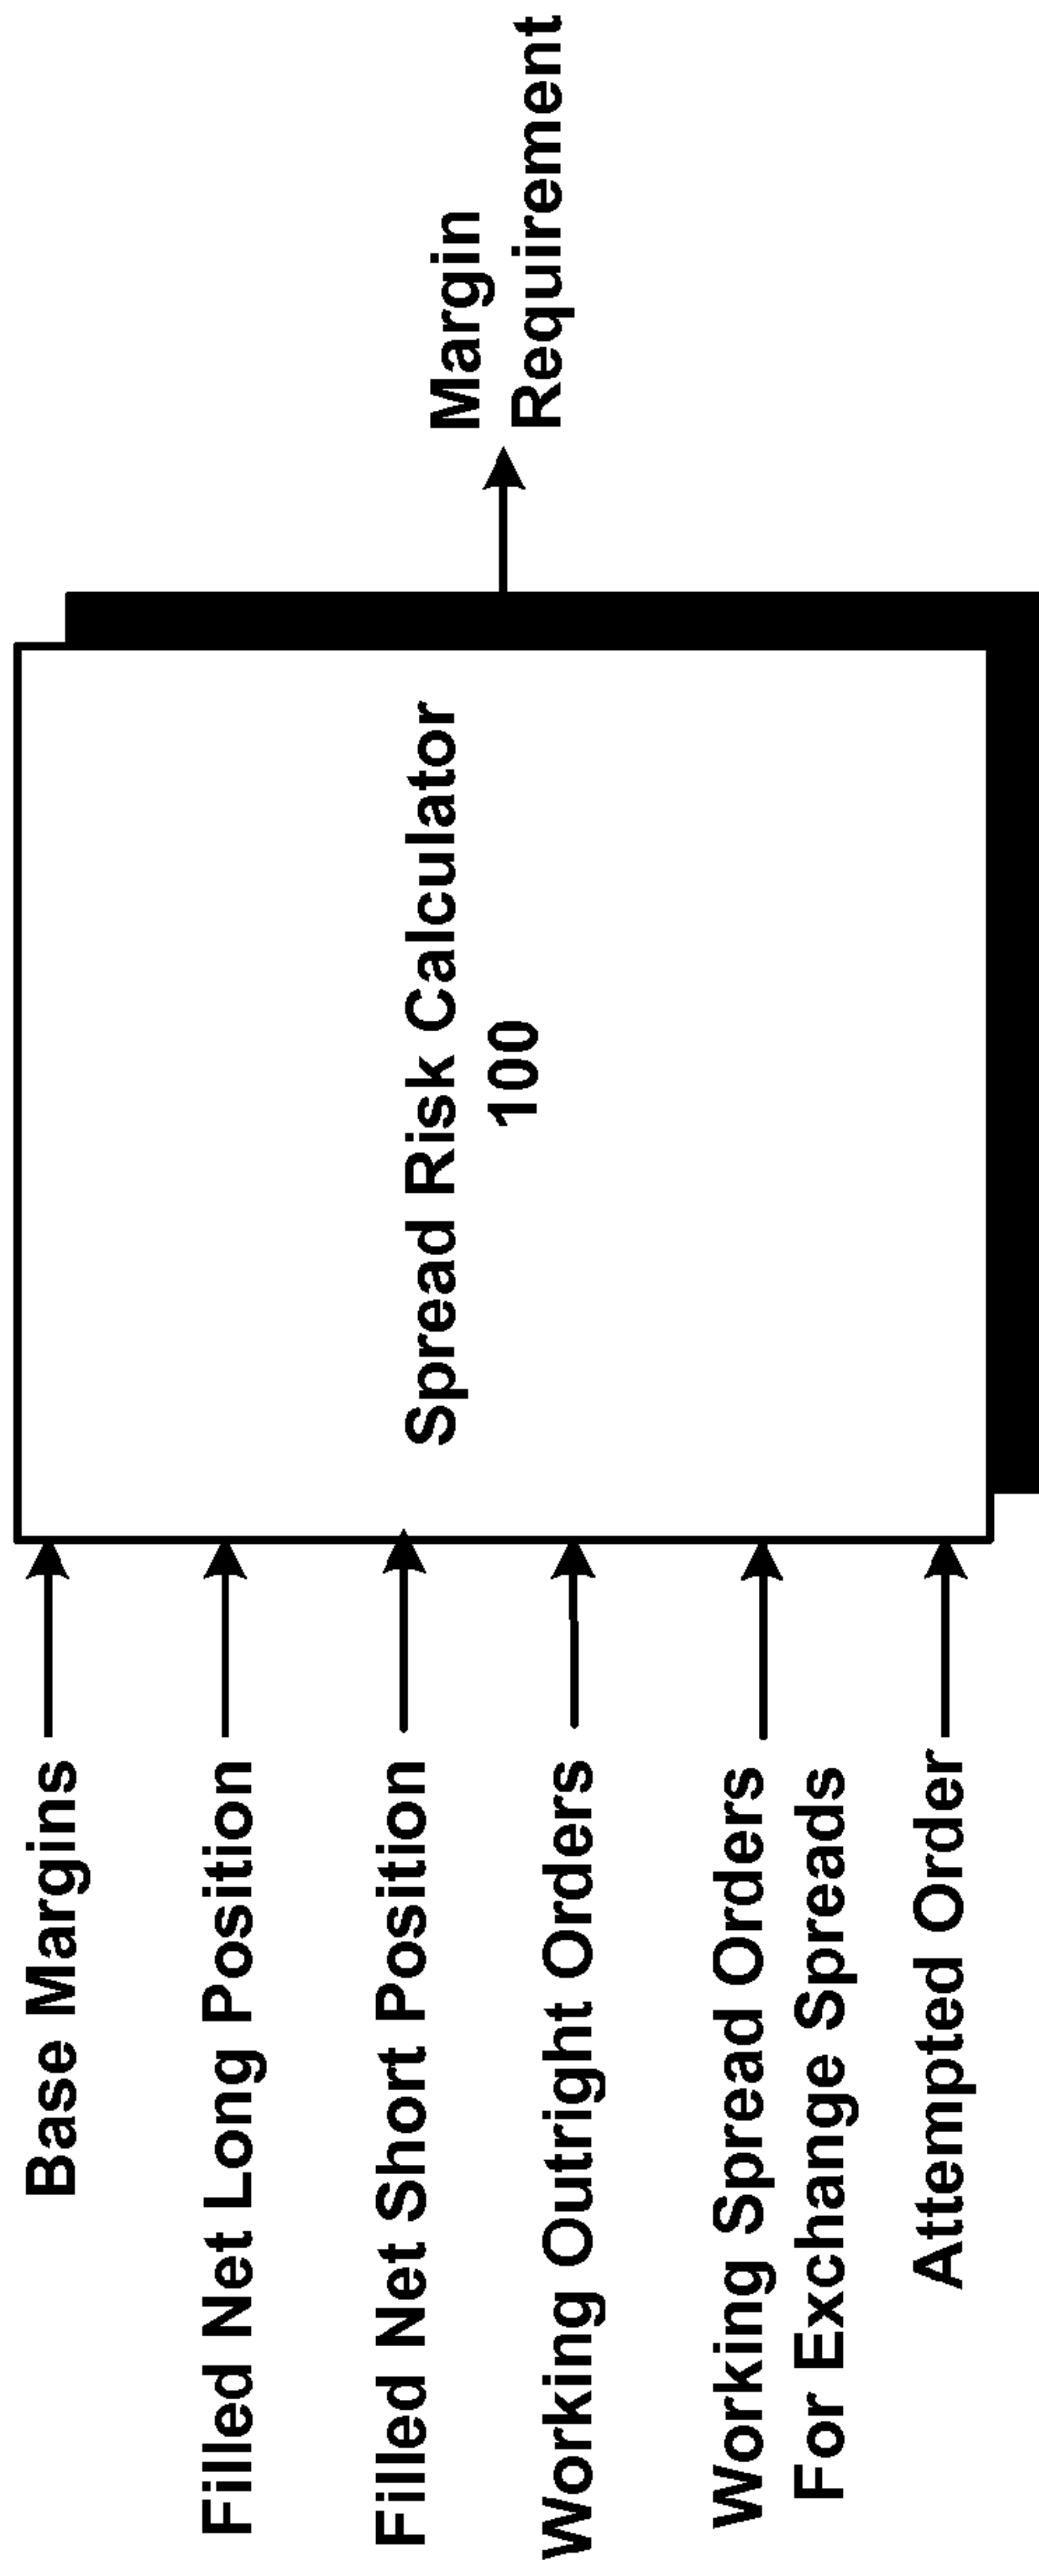 Base Margins
Filled Net Long Position
Filled Net Short Position
Working Outright Orders
Working Spread Orders
For Exchange Spreads
Attempted Order
Spread Risk Calculator
100
Margin
Requirement